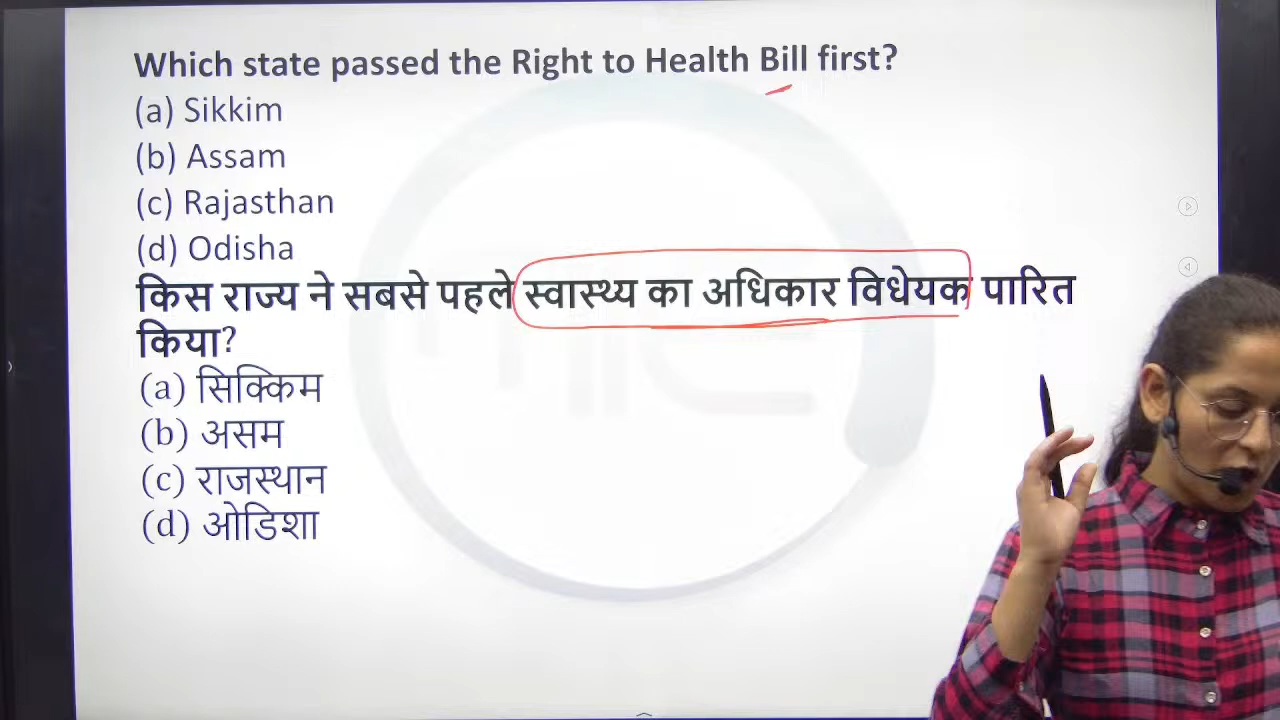 Which state passed the Right to Health Bill first?
(a) Sikkim
(b) Assam
(c) Rajasthan
(d) Odisha
किस राज्य ने सबसे पहले स्वास्थ्य का अधिकार विधेयक पारित
किया?
(a) सिक्किम
(b) असम
(c) राजस्थान
(d) ओडिशा